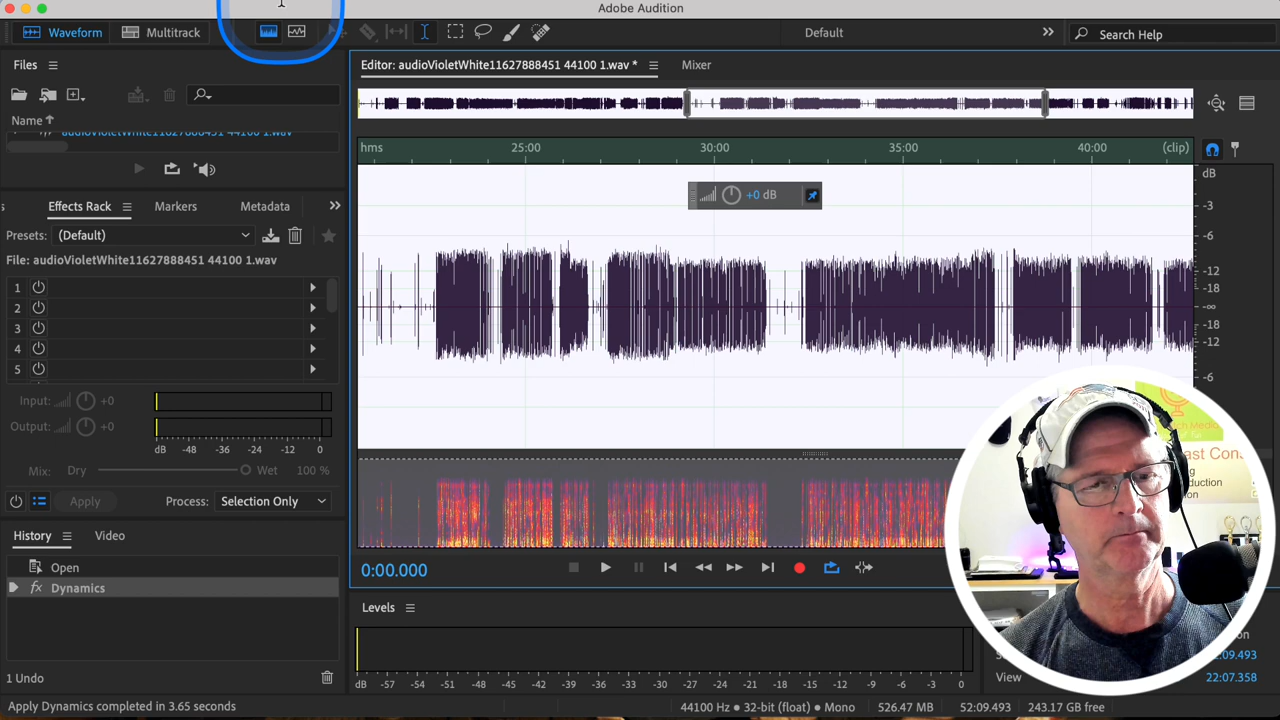 Adobe Audition
Waveform
Multitrack
Default
Search Help
Files
Editor: audioVioletWhite11627888451 44100 1.wav *
Mixer
Name
audioVioletWhite11627888451 44100 1.wav
hms
25:00
30:00
35:00
40:00
(clip)
dB
+0 dB
-3
-6
-12
-18
-∞
-18
-12
-6
Effects Rack
Markers
Metadata
Presets:
(Default)
File: audioVioletWhite11627888451 44100 1.wav
1
2
3
4
5
Input:
+0
Output:
+0
dB -48 -36 -24 -12 0
Mix:
Dry
Wet
100 %
Apply
Process:
Selection Only
History
Video
Open
fx Dynamics
0:00.000
Levels
dB -57 -54 -51 -48 -45 -42 -39 -36 -33 -30 -27 -24 -21 -18 -15 -12 -9 -6 -3 0
View
22:07.638
1 Undo
Apply Dynamics completed in 3.65 seconds
44100 Hz • 32-bit (float) • Mono
526.47 MB
52:09.493
243.17 GB free